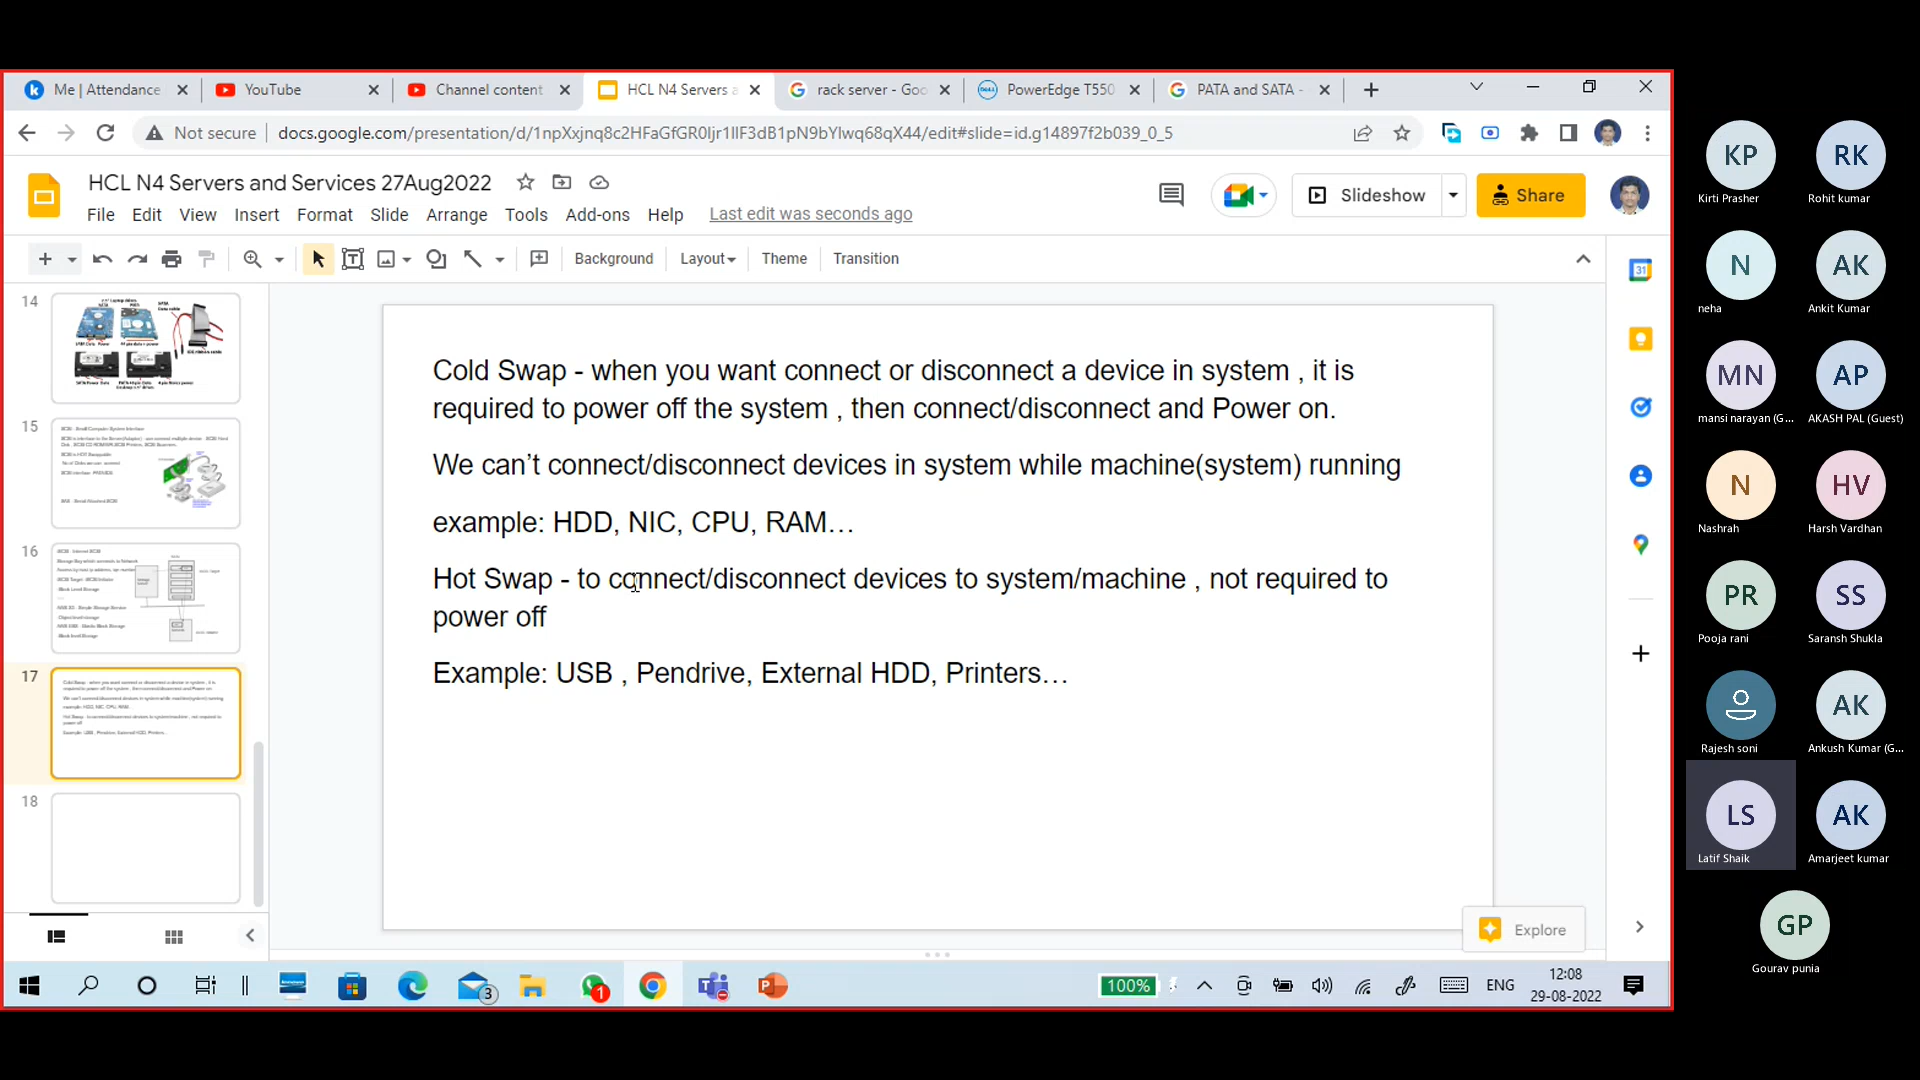 Me | Attendance
YouTube
Channel content
HCL N4 Servers a
rack server - Goo
PowerEdge T550
PATA and SATA -
Not secure
docs.google.com/presentation/d/1npXxjnq8c2HFaGfGR0Ijr1IlF3dB1pN9bYlwq68qX44/edit#slide=id.g14897f2b039_0_5
HCL N4 Servers and Services 27Aug2022
Slideshow
Share
File Edit View Insert Format Slide Arrange Tools Add-ons Help Last edit was seconds ago
Background Layout Theme Transition
14
15
16
17
18
Cold Swap - when you want connect or disconnect a device in system , it is
required to power off the system , then connect/disconnect and Power on.
We can’t connect/disconnect devices in system while machine(system) running
example: HDD, NIC, CPU, RAM…
Hot Swap - to connect/disconnect devices to system/machine , not required to
power off
Example: USB , Pendrive, External HDD, Printers…
Explore
3
1
100%
ENG
12:08
29-08-2022
KP
Kirti Prasher
RK
Rohit kumar
N
neha
AK
Ankit Kumar
MN
mansi narayan (G...
AP
AKASH PAL (Guest)
N
Nashrah
HV
Harsh Vardhan
PR
Pooja rani
SS
Saransh Shukla
Rajesh soni
AK
Ankush Kumar (G...
LS
Latif Shaik
AK
Amarjeet kumar
GP
Gourav punia